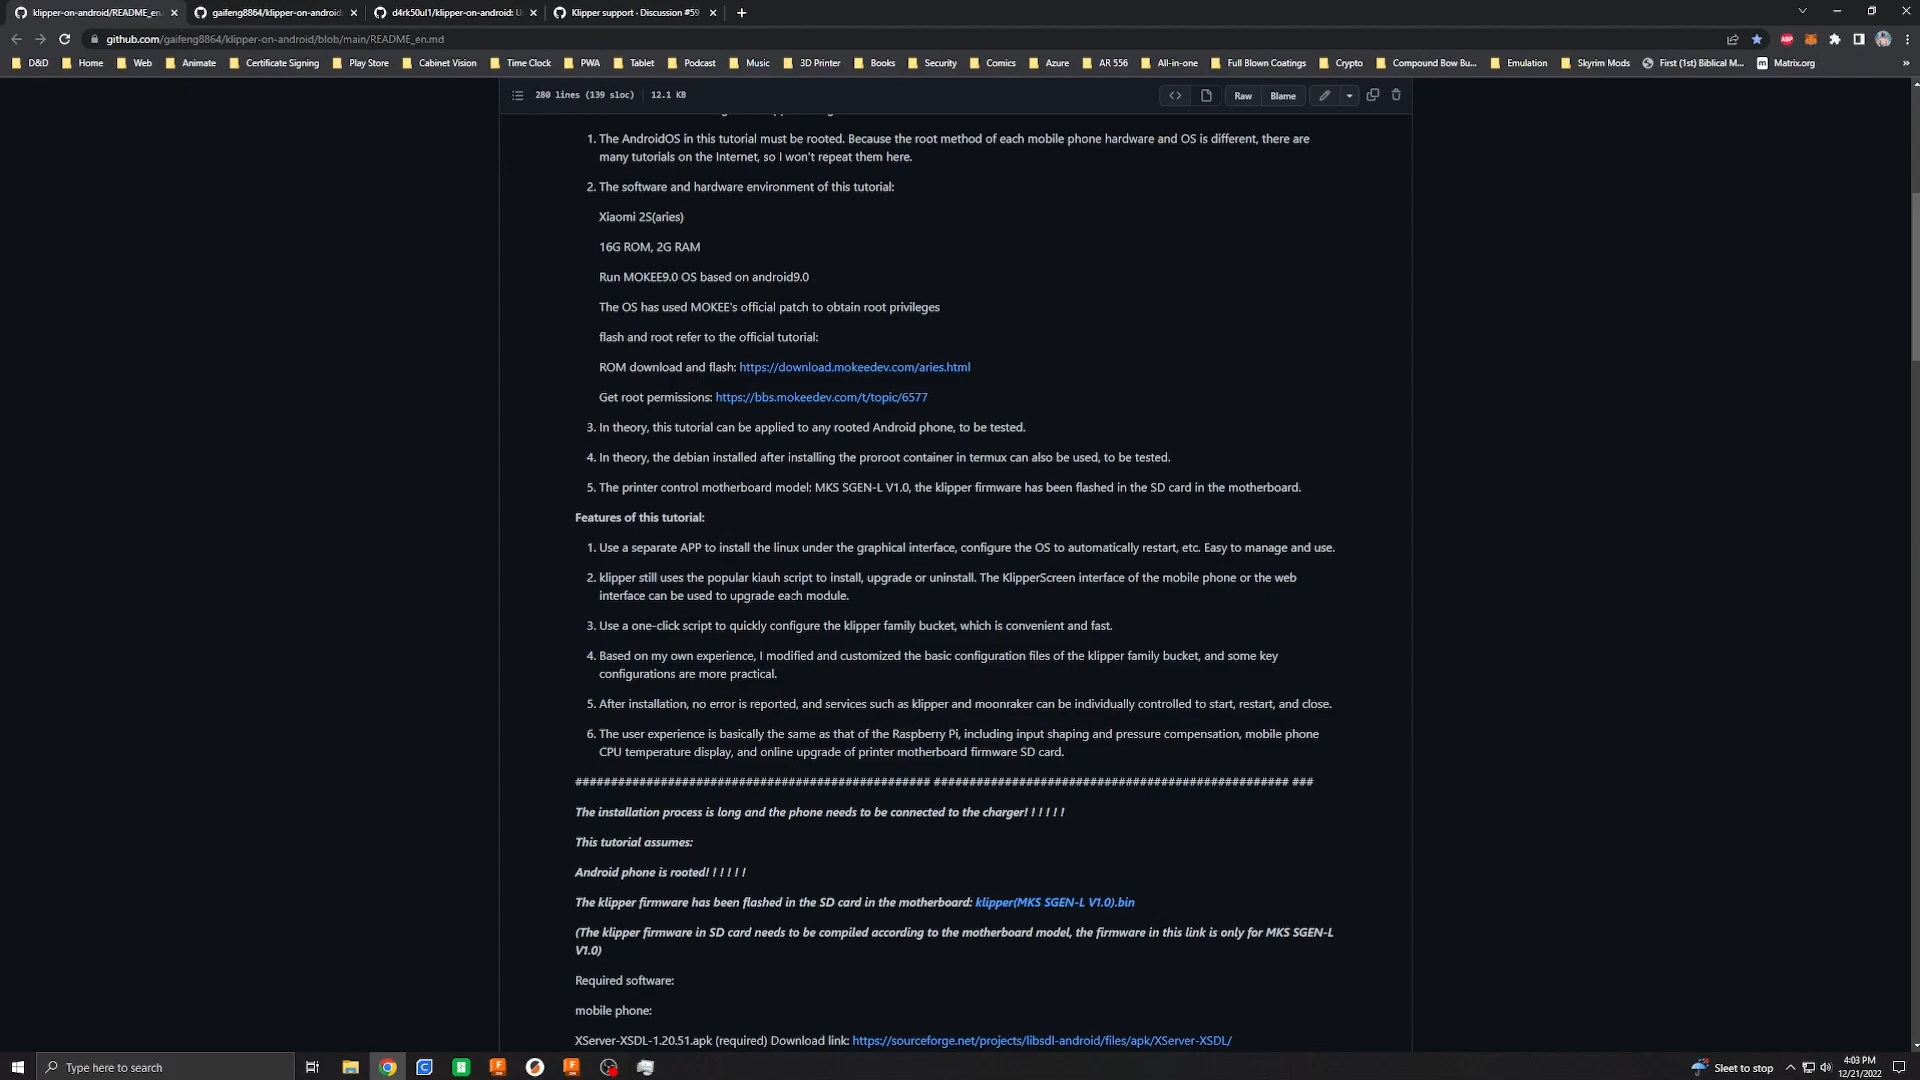 klipper-on-android/README_en.
gaifeng8864/klipper-on-android:
d4rk50ul1/klipper-on-android: U
Klipper support · Discussion #59
github.com/gaifeng8864/klipper-on-android/blob/main/README_en.md
D&D Home Web Animate Certificate Signing Play Store Cabinet Vision Time Clock PWA Tablet Podcast Music 3D Printer Books Security Comics Azure AR 556 All-in-one Full Blown Coatings Crypto Compound Bow Bu... Emulation Skyrim Mods First (1st) Biblical M... Matrix.org
280 lines (139 sloc) 12.1 KB
Raw Blame
1. The AndroidOS in this tutorial must be rooted. Because the root method of each mobile phone hardware and OS is different, there are
many tutorials on the Internet, so I won't repeat them here.
2. The software and hardware environment of this tutorial:
Xiaomi 2S(aries)
16G ROM, 2G RAM
Run MOKEE9.0 OS based on android9.0
The OS has used MOKEE's official patch to obtain root privileges
flash and root refer to the official tutorial:
ROM download and flash: https://download.mokeedev.com/aries.html
Get root permissions: https://bbs.mokeedev.com/t/topic/6577
3. In theory, this tutorial can be applied to any rooted Android phone, to be tested.
4. In theory, the debian installed after installing the proroot container in termux can also be used, to be tested.
5. The printer control motherboard model: MKS SGEN-L V1.0, the klipper firmware has been flashed in the SD card in the motherboard.
Features of this tutorial:
1. Use a separate APP to install the linux under the graphical interface, configure the OS to automatically restart, etc. Easy to manage and use.
2. klipper still uses the popular kiauh script to install, upgrade or uninstall. The KlipperScreen interface of the mobile phone or the web
interface can be used to upgrade each module.
3. Use a one-click script to quickly configure the klipper family bucket, which is convenient and fast.
4. Based on my own experience, I modified and customized the basic configuration files of the klipper family bucket, and some key
configurations are more practical.
5. After installation, no error is reported, and services such as klipper and moonraker can be individually controlled to start, restart, and close.
6. The user experience is basically the same as that of the Raspberry Pi, including input shaping and pressure compensation, mobile phone
CPU temperature display, and online upgrade of printer motherboard firmware SD card.
################################################## ################################################## ###
The installation process is long and the phone needs to be connected to the charger! ! ! ! ! !
This tutorial assumes:
Android phone is rooted! ! ! ! ! !
The klipper firmware has been flashed in the SD card in the motherboard: klipper(MKS SGEN-L V1.0).bin
(The klipper firmware in SD card needs to be compiled according to the motherboard model, the firmware in this link is only for MKS SGEN-L
V1.0)
Required software:
mobile phone:
XServer-XSDL-1.20.51.apk (required) Download link: https://sourceforge.net/projects/libsdl-android/files/apk/XServer-XSDL/
Type here to search
Sleet to stop
4:03 PM
12/21/2022